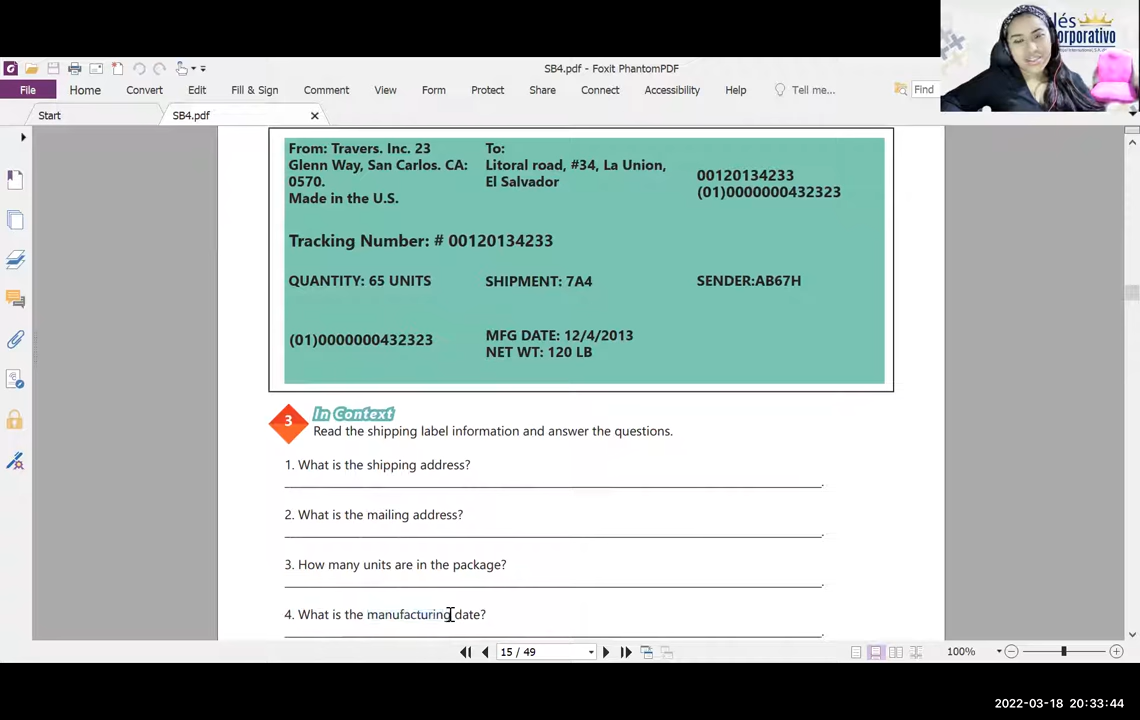 SB4.pdf - Foxit PhantomPDF
File Home Convert Edit Fill & Sign Comment View Form Protect Share Connect Accessibility Help Tell me... Find
Start SB4.pdf
lés
orporativo
From: Travers. Inc. 23
Glenn Way, San Carlos. CA:
0570.
Made in the U.S.
To:
Litoral road, #34, La Union,
El Salvador
00120134233
(01)0000000432323
Tracking Number: # 00120134233
QUANTITY: 65 UNITS SHIPMENT: 7A4 SENDER:AB67H
(01)0000000432323
MFG DATE: 12/4/2013
NET WT: 120 LB
3 In Context
Read the shipping label information and answer the questions.
1. What is the shipping address?
2. What is the mailing address?
3. How many units are in the package?
4. What is the manufacturing date?
15 / 49 100%
2022-03-18 20:33:44